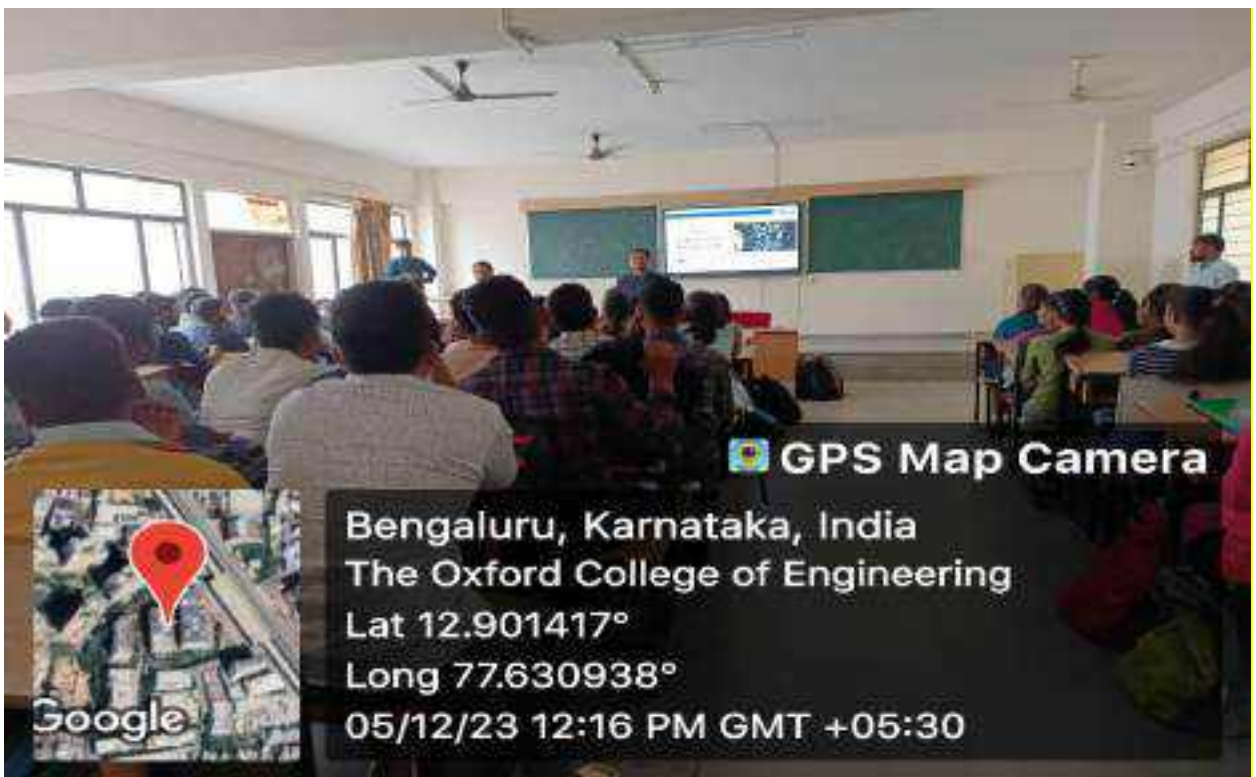 GPS Map Camera
Bengaluru, Karnataka, India
The Oxford College of Engineering
Lat 12.901417°
Long 77.630938°
05/12/23 12:16 PM GMT +05:30
Google